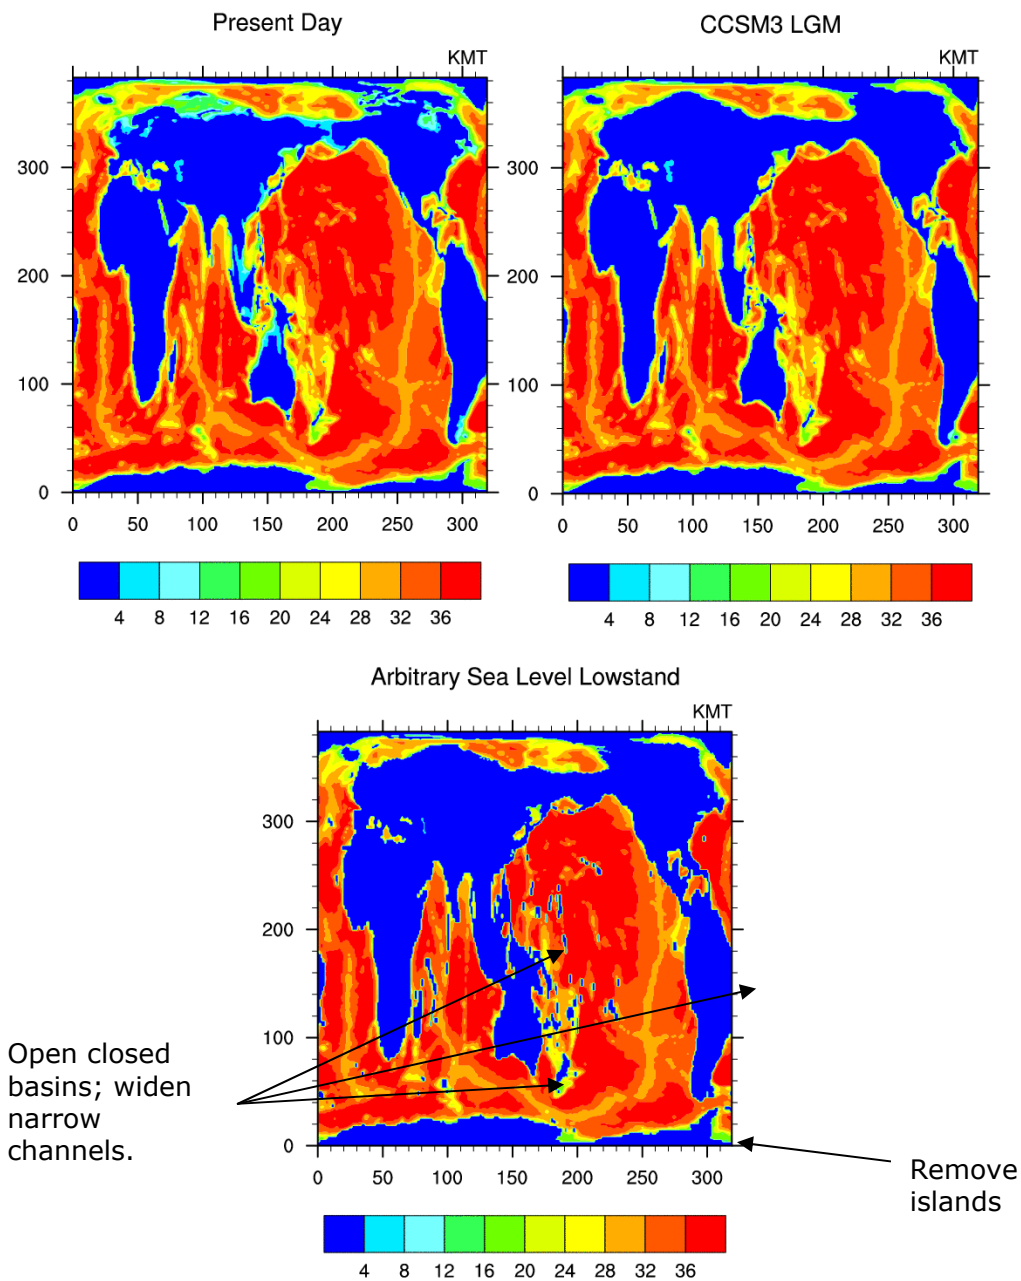 Present Day
KMT
300
200
100
0
0 50 100 150 200 250 300
4 8 12 16 20 24 28 32 36
CCSM3 LGM
KMT
300
200
100
0
0 50 100 150 200 250 300
4 8 12 16 20 24 28 32 36
Arbitrary Sea Level Lowstand
KMT
300
200
100
0
0 50 100 150 200 250 300
4 8 12 16 20 24 28 32 36
Open closed
basins; widen
narrow
channels.
Remove
islands